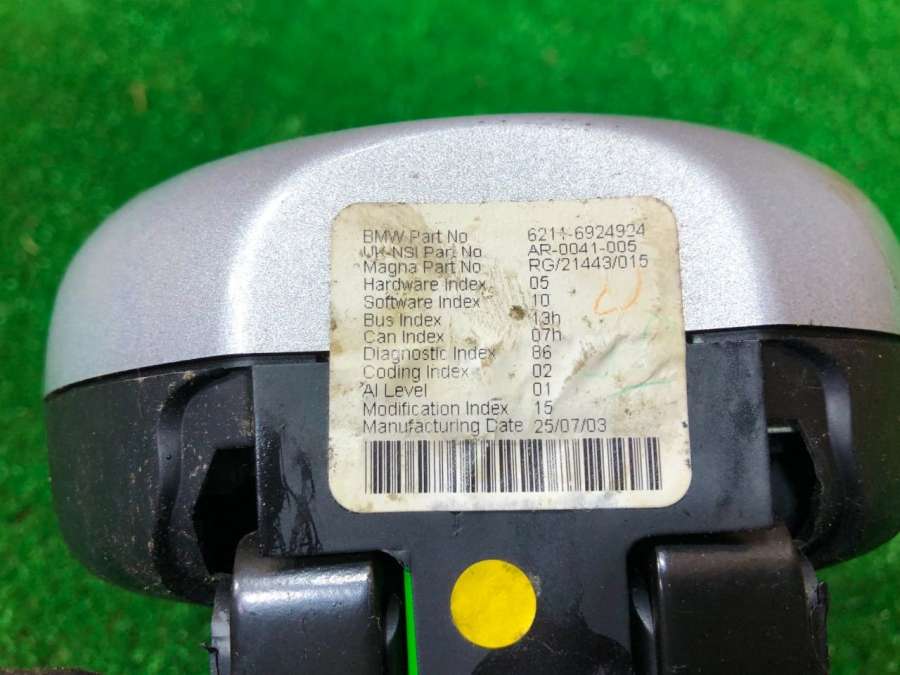 BMW Part No 6211-6924924
UK-NSI Part No AR-0041-005
Magna Part No RG/21443/015
Hardware Index 05
Software Index 10
Bus Index 13h
Can Index 07h
Diagnostic Index 86
Coding Index 02
AI Level 01
Modification Index 15
Manufacturing Date 25/07/03